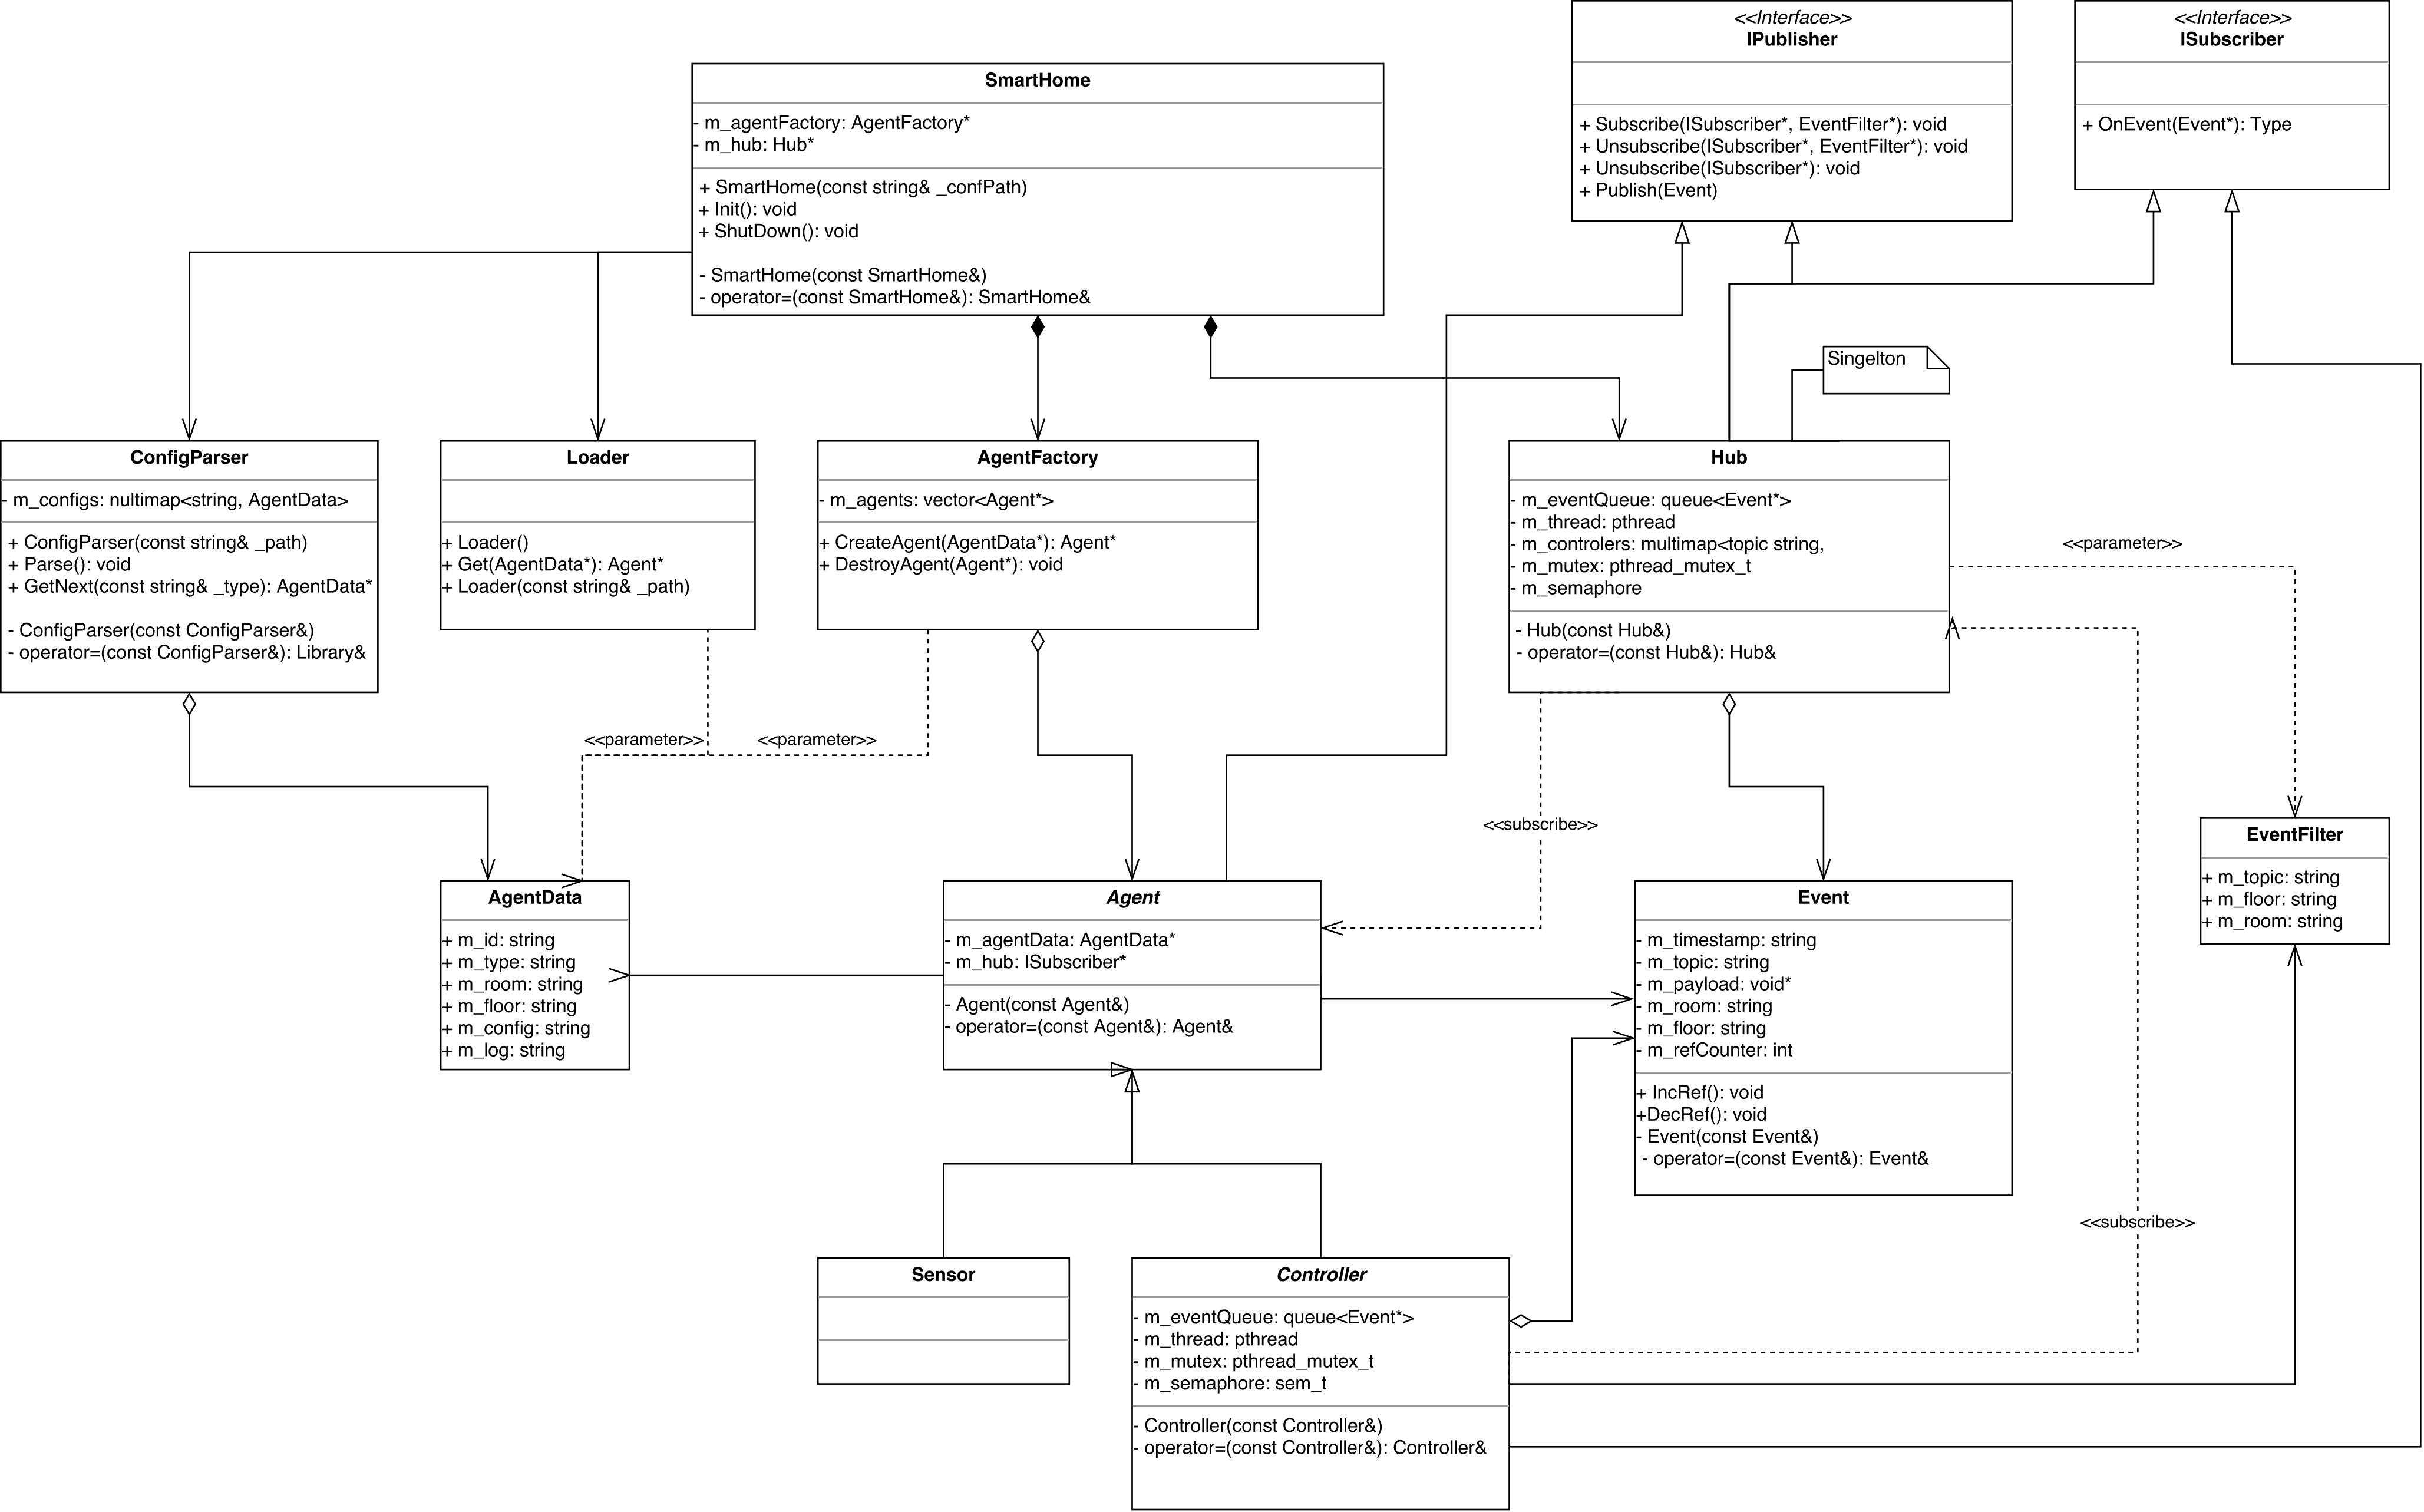 <<Interface>>
IPublisher
+ Subscribe(ISubscriber*, EventFilter*): void
+ Unsubscribe(ISubscriber*, EventFilter*): void
+ Unsubscribe(ISubscriber*): void
+ Publish(Event)
<<Interface>>
ISubscriber
+ OnEvent(Event*): Type
SmartHome
- m_agentFactory: AgentFactory*
- m_hub: Hub*
+ SmartHome(const string& _confPath)
+ Init(): void
+ ShutDown(): void
- SmartHome(const SmartHome&)
- operator=(const SmartHome&): SmartHome&
Singelton
ConfigParser
- m_configs: nultimap<string, AgentData>
+ ConfigParser(const string& _path)
+ Parse(): void
+ GetNext(const string& _type): AgentData*
- ConfigParser(const ConfigParser&)
- operator=(const ConfigParser&): Library&
Loader
+ Loader()
+ Get(AgentData*): Agent*
+ Loader(const string& _path)
AgentFactory
- m_agents: vector<Agent*>
+ CreateAgent(AgentData*): Agent*
+ DestroyAgent(Agent*): void
Hub
- m_eventQueue: queue<Event*>
- m_thread: pthread
- m_controlers: multimap<topic string,
- m_mutex: pthread_mutex_t
- m_semaphore
- Hub(const Hub&)
- operator=(const Hub&): Hub&
<<parameter>>
<<parameter>>
<<parameter>>
<<subscribe>>
EventFilter
+ m_topic: string
+ m_floor: string
+ m_room: string
AgentData
+ m_id: string
+ m_type: string
+ m_room: string
+ m_floor: string
+ m_config: string
+ m_log: string
Agent
- m_agentData: AgentData*
- m_hub: ISubscriber*
- Agent(const Agent&)
- operator=(const Agent&): Agent&
Event
- m_timestamp: string
- m_topic: string
- m_payload: void*
- m_room: string
- m_floor: string
- m_refCounter: int
+ IncRef(): void
+DecRef(): void
- Event(const Event&)
- operator=(const Event&): Event&
<<subscribe>>
Sensor
Controller
- m_eventQueue: queue<Event*>
- m_thread: pthread
- m_mutex: pthread_mutex_t
- m_semaphore: sem_t
- Controller(const Controller&)
- operator=(const Controller&): Controller&